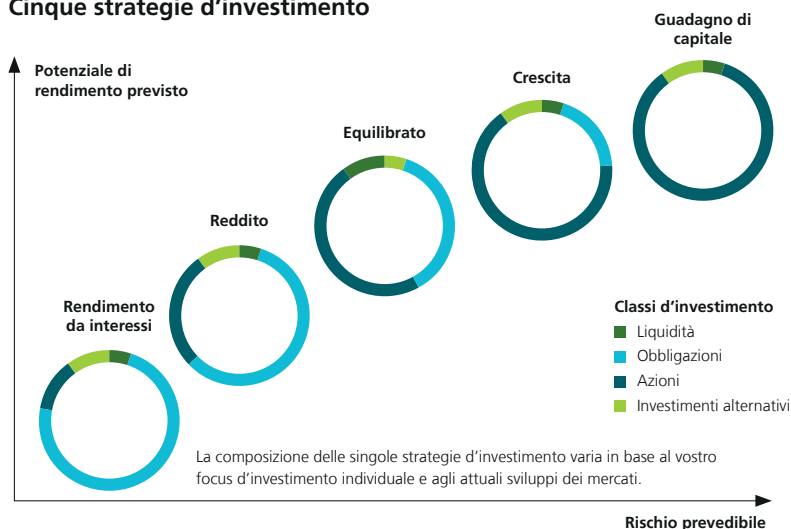 Cinque strategie d’investimento
Guadagno di
capitale
Potenziale di
rendimento previsto
Crescita
Equilibrato
Reddito
Rendimento
da interessi
Classi d’investimento
Liquidità
Obbligazioni
Azioni
Investimenti alternativi
La composizione delle singole strategie d’investimento varia in base al vostro
focus d’investimento individuale e agli attuali sviluppi dei mercati.
Rischio prevedibile